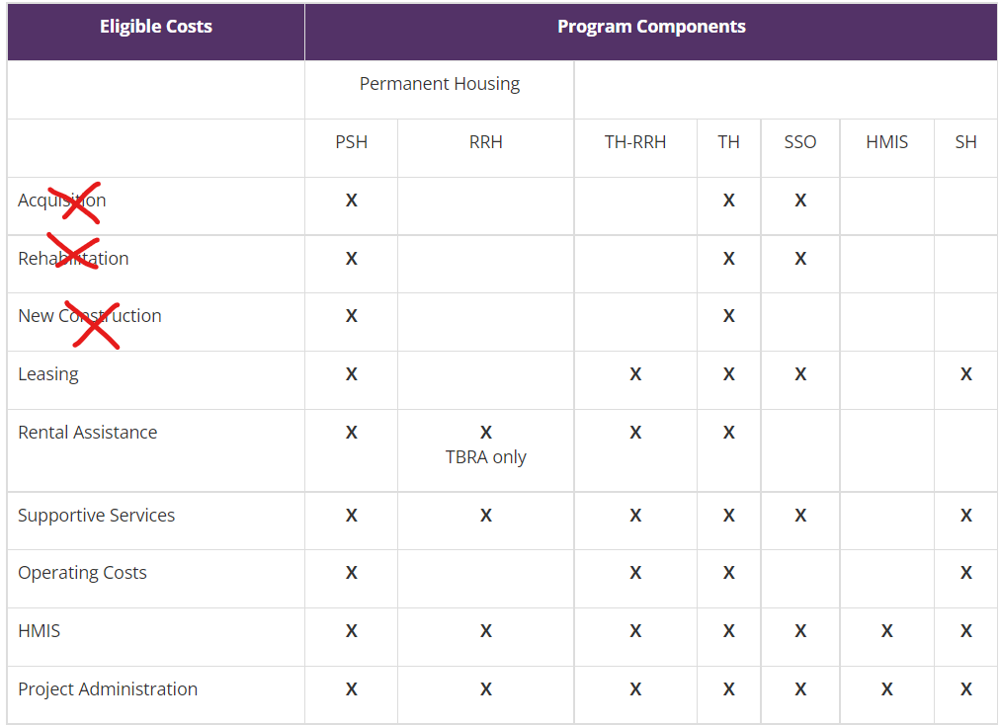 Eligible Costs Program Components
Permanent Housing
PSH RRH TH-RRH TH SSO HMIS SH
Acquisition X X X
Rehabilitation X X X
New Construction X X
Leasing X X X X X
Rental Assistance X X X X
TBRA only
Supportive Services X X X X X X
Operating Costs X X X X
HMIS X X X X X X X
Project Administration X X X X X X X